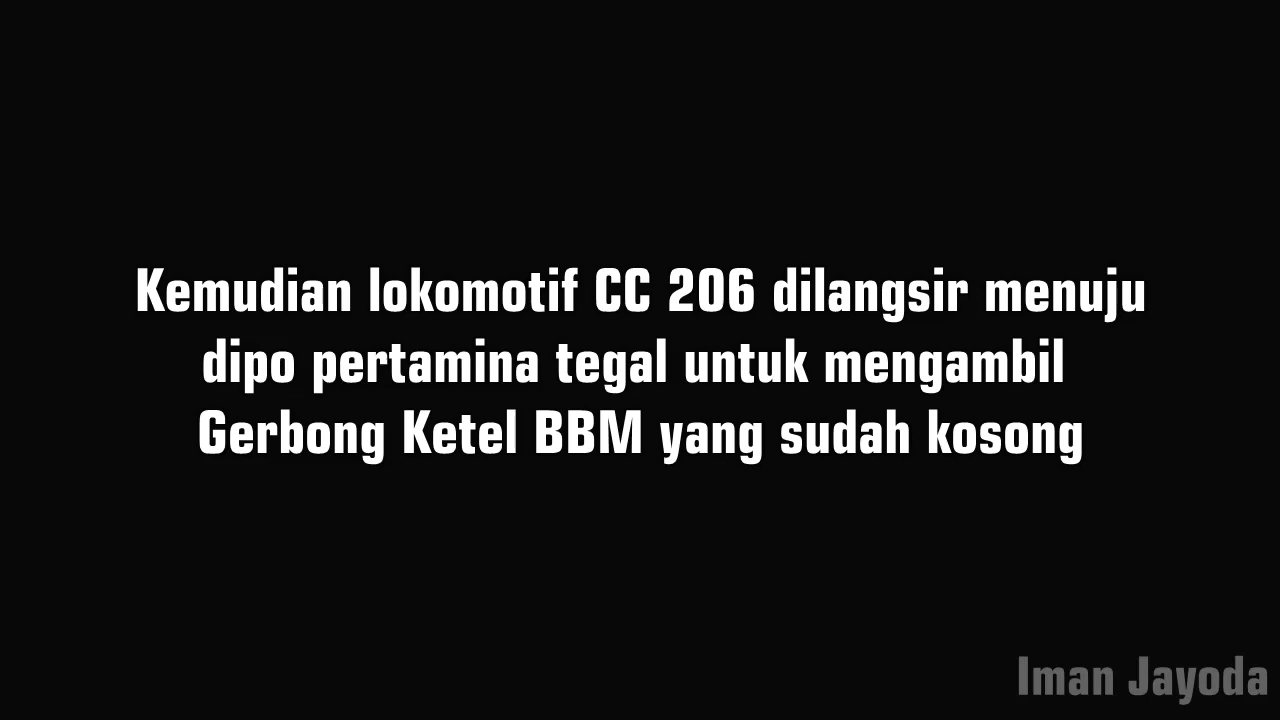 Kemudian lokomotif CC 206 dilangsir menuju
dipo pertamina tegal untuk mengambil
Gerbong Ketel BBM yang sudah kosong
Iman Jayoda